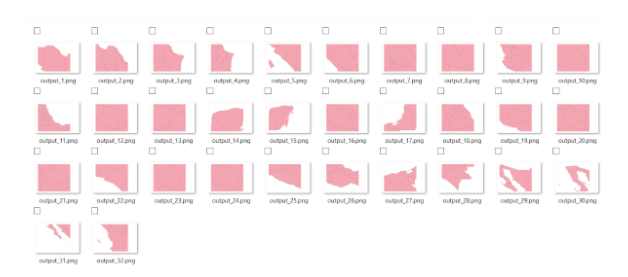 output_1.png output_2.png output_3.png output_4.png output_5.png output_6.png output_7.png output_8.png output_9.png output_10.png
output_11.png output_12.png output_13.png output_14.png output_15.png output_16.png output_17.png output_18.png output_19.png output_20.png
output_21.png output_22.png output_23.png output_24.png output_25.png output_26.png output_27.png output_28.png output_29.png output_30.png
output_31.png output_32.png